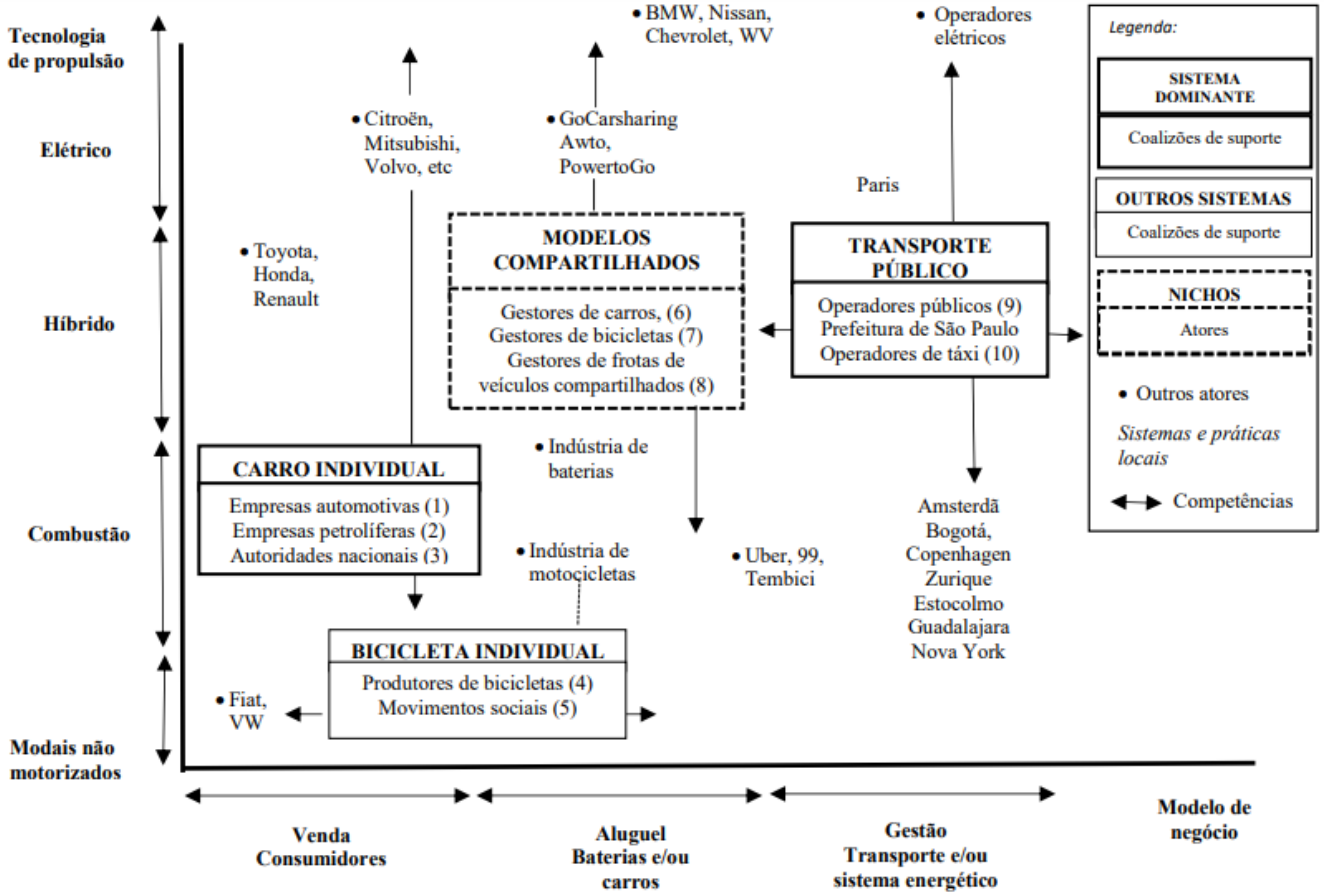 Tecnologia
de propulsão
Elétrico
Híbrido
Combustão
Modais não
motorizados
• BMW, Nissan,
Chevrolet, WV
• Operadores
elétricos
• Citroën,
Mitsubishi,
Volvo, etc
• GoCarsharing
Awto,
PowertoGo
Paris
• Toyota,
Honda,
Renault
MODELOS
COMPARTILHADOS
Gestores de carros, (6)
Gestores de bicicletas (7)
Gestores de frotas de
veículos compartilhados (8)
TRANSPORTE
PÚBLICO
Operadores públicos (9)
Prefeitura de São Paulo
Operadores de táxi (10)
CARRO INDIVIDUAL
Empresas automotivas (1)
Empresas petrolíferas (2)
Autoridades nacionais (3)
• Indústria de
baterias
• Indústria de
motocicletas
• Uber, 99,
Tembici
Amsterdã
Bogotá,
Copenhagen
Zurique
Estocolmo
Guadalajara
Nova York
BICICLETA INDIVIDUAL
Produtores de bicicletas (4)
Movimentos sociais (5)
• Fiat,
VW
Venda
Consumidores
Aluguel
Baterias e/ou
carros
Gestão
Transporte e/ou
sistema energético
Modelo de
negócio
Legenda:
SISTEMA
DOMINANTE
Coalizões de suporte
OUTROS SISTEMAS
Coalizões de suporte
NICHOS
Atores
• Outros atores
Sistemas e práticas
locais
Competências